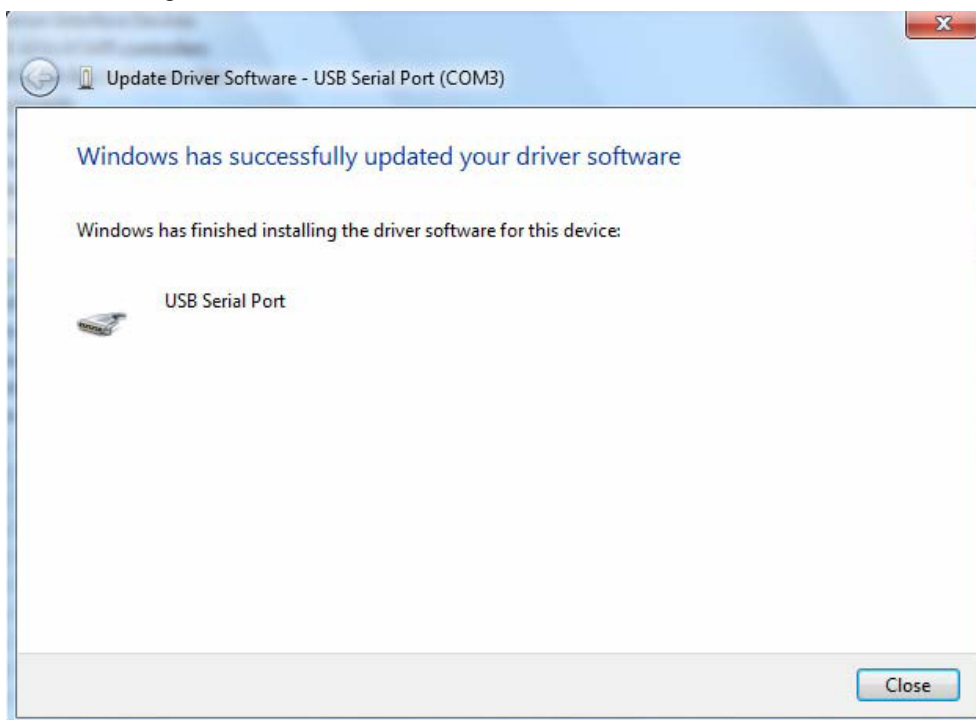 X
Update Driver Software - USB Serial Port (COM3)
Windows has successfully updated your driver software
Windows has finished installing the driver software for this device:
USB Serial Port
Close